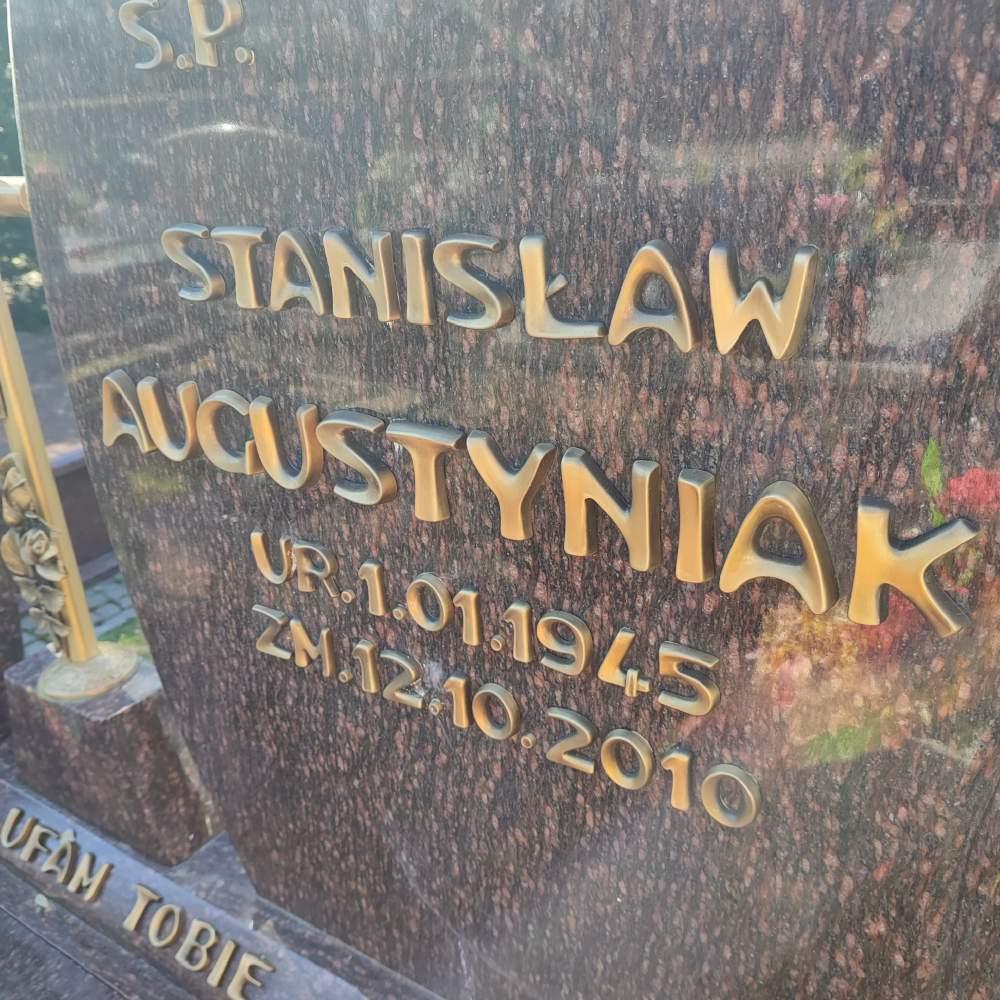 Ś.P.
STANISŁAW
AUGUSTYNIAK
UR.1.01.1945
ZM.12.10.2010
UFAM TOBIE